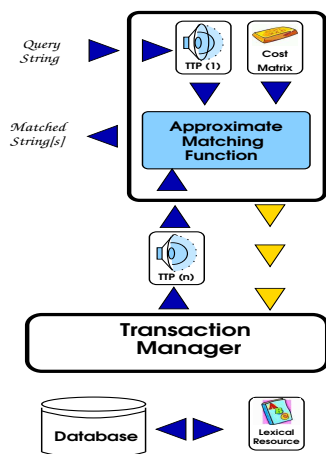 Query
String
TTP (1)
Cost
Matrix
Matched
String[s]
Approximate
Matching
Function
TTP (n)
Transaction
Manager
Database
Lexical
Resource